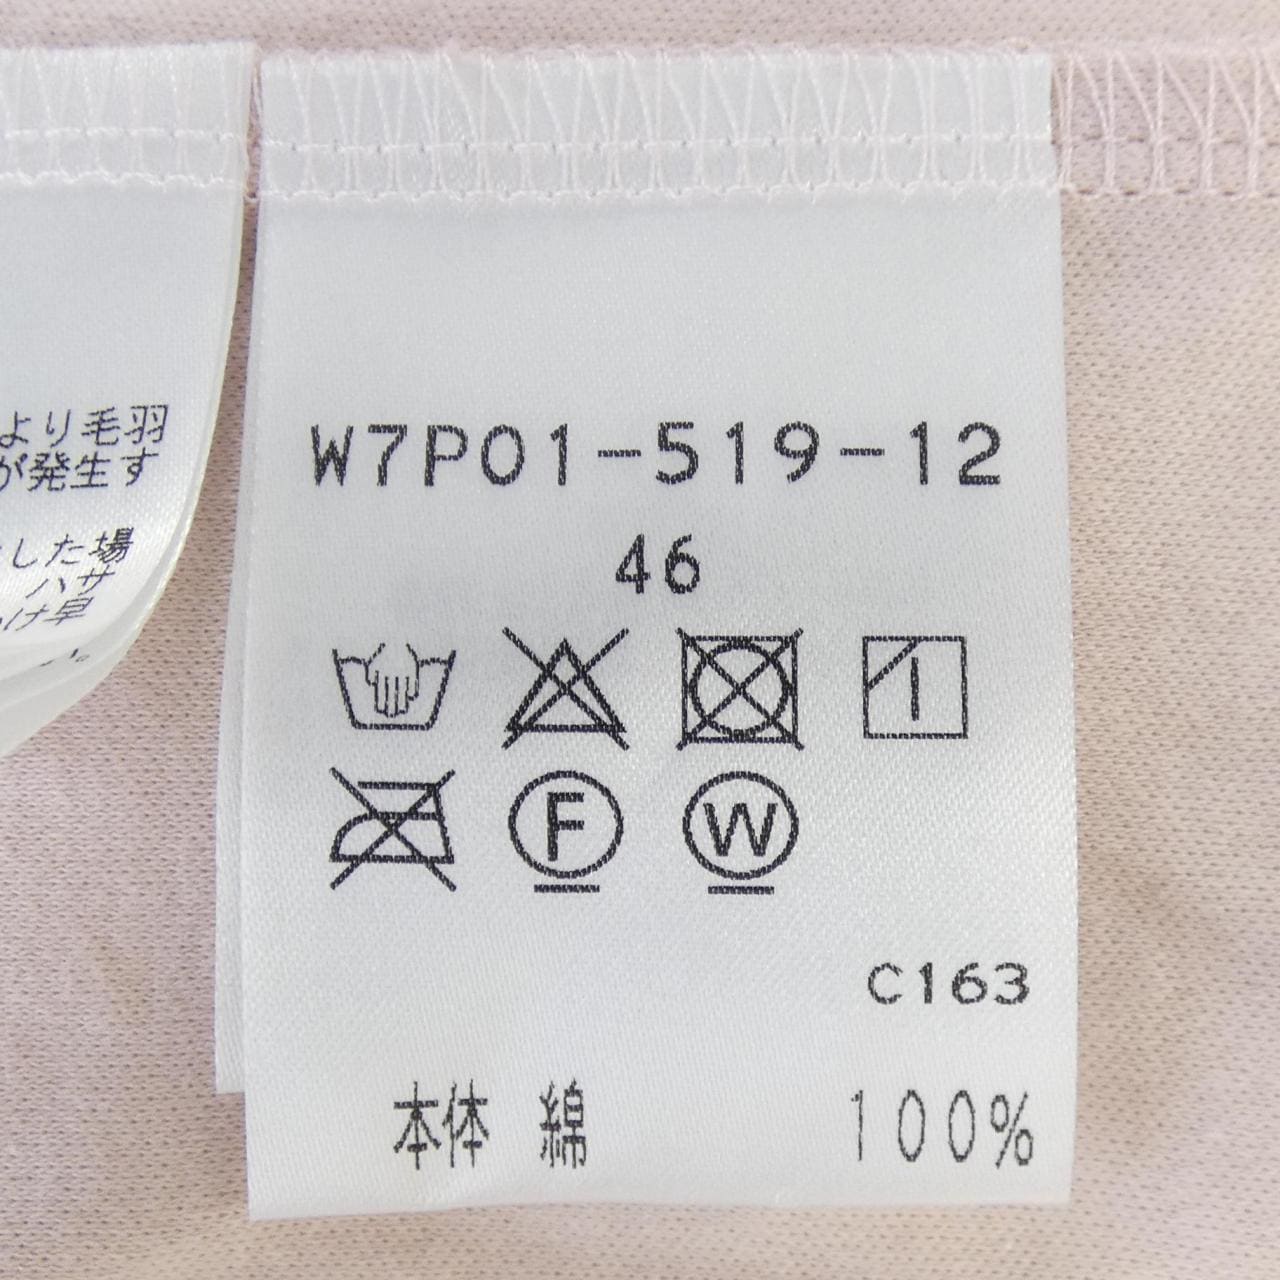 より毛羽
が発生す
した場
ハサ
け早
W7P01-519-12
46
F W
C163
本体 綿 100%